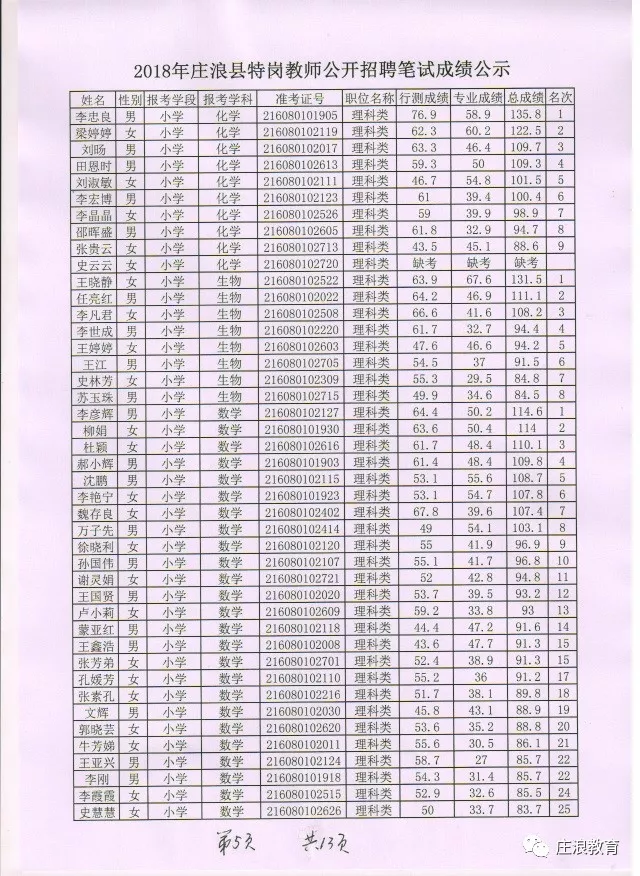 2018年庄浪县特岗教师公开招聘笔试成绩公示
姓名 性别 报考学段 报考学科 准考证号 职位名称 行测成绩 专业成绩 总成绩 名次
李忠良 男 小学 化学 216080101905 理科类 76.9 58.9 135.8 1
梁婷婷 女 小学 化学 216080102119 理科类 62.3 60.2 122.5 2
刘旸 男 小学 化学 216080102017 理科类 63.3 46.4 109.7 3
田恩时 男 小学 化学 216080102613 理科类 59.3 50 109.3 4
刘淑敏 女 小学 化学 216080102111 理科类 46.7 54.8 101.5 5
李宏博 男 小学 化学 216080102123 理科类 61 39.4 100.4 6
李晶晶 女 小学 化学 216080102526 理科类 59 39.9 98.9 7
邵晖盛 男 小学 化学 216080102605 理科类 61.8 32.9 94.7 8
张贵云 女 小学 化学 216080102713 理科类 43.5 45.1 88.6 9
史云云 女 小学 化学 216080102720 理科类 缺考 缺考 缺考
王晓静 女 小学 生物 216080102522 理科类 63.9 67.6 131.5 1
任亮红 男 小学 生物 216080102022 理科类 64.2 46.9 111.1 2
李凡君 女 小学 生物 216080102508 理科类 66.6 41.6 108.2 3
李世成 男 小学 生物 216080102220 理科类 61.7 32.7 94.4 4
王婷婷 女 小学 生物 216080102603 理科类 47.6 46.6 94.2 5
王江 男 小学 生物 216080102705 理科类 54.5 37 91.5 6
史林芳 女 小学 生物 216080102309 理科类 55.3 29.5 84.8 7
苏玉珠 男 小学 生物 216080102715 理科类 49.9 34.6 84.5 8
李彦辉 男 小学 数学 216080102127 理科类 64.4 50.2 114.6 1
柳娟 女 小学 数学 216080101930 理科类 63.6 50.4 114 2
杜颖 女 小学 数学 216080102616 理科类 61.7 48.4 110.1 3
郝小辉 男 小学 数学 216080101903 理科类 61.4 48.4 109.8 4
沈鹏 男 小学 数学 216080102115 理科类 53.1 55.6 108.7 5
李艳宁 女 小学 数学 216080101923 理科类 53.1 54.7 107.8 6
魏存良 女 小学 数学 216080102402 理科类 67.8 39.6 107.4 7
万子先 男 小学 数学 216080102414 理科类 49 54.1 103.1 8
徐晓利 女 小学 数学 216080102120 理科类 55 41.9 96.9 9
孙国伟 男 小学 数学 216080102107 理科类 55.1 41.7 96.8 10
谢灵娟 女 小学 数学 216080102721 理科类 52 42.8 94.8 11
王国贤 男 小学 数学 216080102020 理科类 53.7 39.5 93.2 12
卢小莉 女 小学 数学 216080102609 理科类 59.2 33.8 93 13
蒙亚红 男 小学 数学 216080102118 理科类 44.4 47.2 91.6 14
王鑫浩 男 小学 数学 216080102008 理科类 43.6 47.7 91.3 15
张芳弟 女 小学 数学 216080102701 理科类 52.4 38.9 91.3 15
孔媛芳 女 小学 数学 216080102110 理科类 55.2 36 91.2 17
张素孔 女 小学 数学 216080102216 理科类 51.7 38.1 89.8 18
文辉 男 小学 数学 216080102030 理科类 45.8 43.1 88.9 19
郭晓芸 女 小学 数学 216080102620 理科类 53.6 35.2 88.8 20
牛芳娣 女 小学 数学 216080102011 理科类 55.6 30.5 86.1 21
王亚兴 男 小学 数学 216080102124 理科类 58.7 27 85.7 22
李刚 男 小学 数学 216080101918 理科类 54.3 31.4 85.7 22
李霞霞 女 小学 数学 216080102515 理科类 52.9 32.6 85.5 24
史慧慧 女 小学 数学 216080102626 理科类 50 33.7 83.7 25
第5页 共13页
庄浪教育